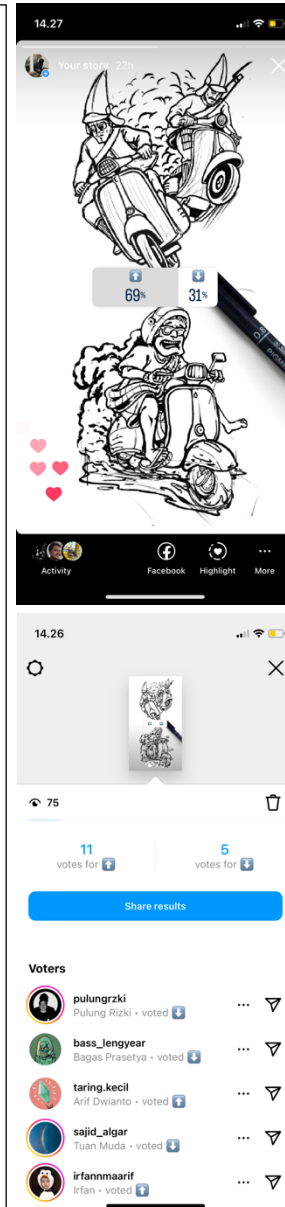 14.27
Your story 22h
69%
31%
Activity
Facebook
Highlight
More
14.26
75
11
votes for ⬆️
5
votes for ⬇️
Share results
Voters
pulungrzki
Pulung Rizki • voted ⬇️
bass_lengyear
Bagas Prasetya • voted ⬇️
taring.kecil
Arif Dwianto • voted ⬆️
sajid_algar
Tuan Muda • voted ⬇️
irfannmaarif
Irfan • voted ⬆️